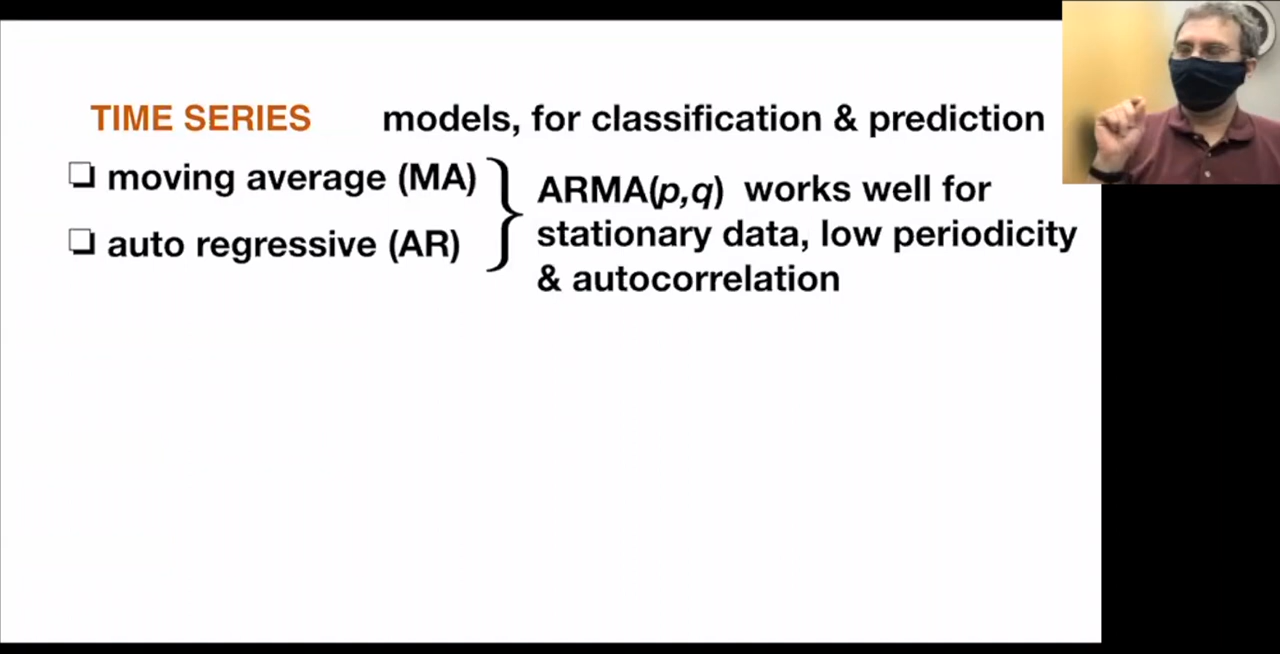 TIME SERIES models, for classification & prediction
❏ moving average (MA)
❏ auto regressive (AR)
ARMA(p,q) works well for
stationary data, low periodicity
& autocorrelation